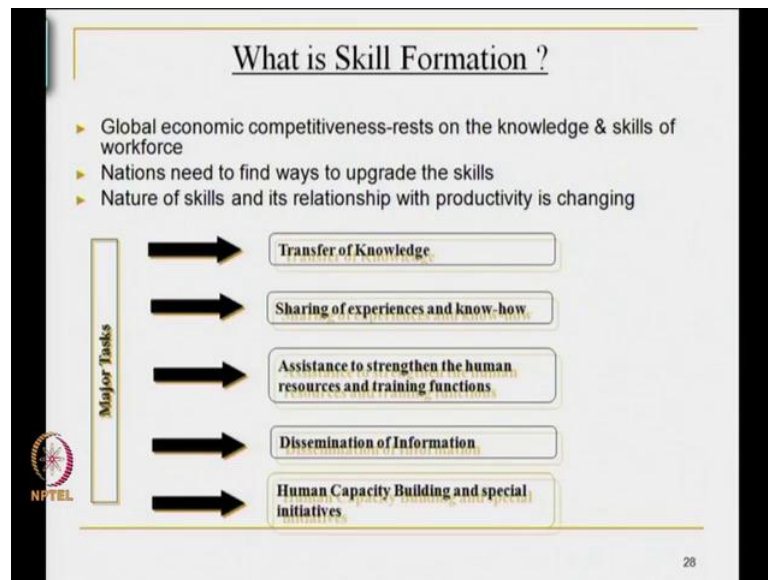 What is Skill Formation ?
Global economic competitiveness-rests on the knowledge & skills of
workforce
Nations need to find ways to upgrade the skills
Nature of skills and its relationship with productivity is changing
Major Tasks
Transfer of Knowledge
Sharing of experiences and know-how
Assistance to strengthen the human
resources and training functions
Dissemination of Information
Human Capacity Building and special
initiatives
NPTEL
28